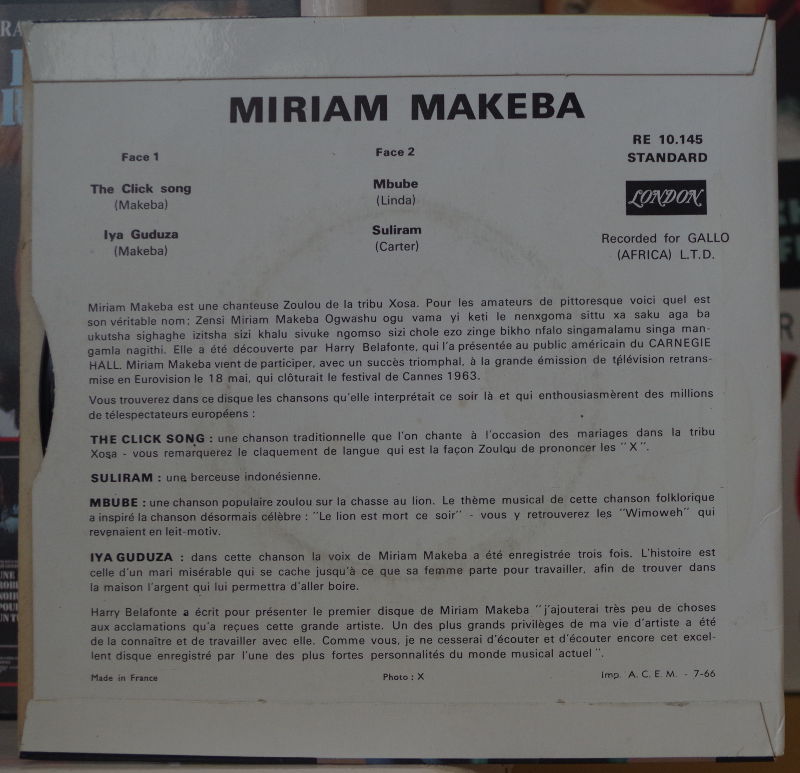 MIRIAM MAKEBA
Face 1
The Click song
(Makeba)
Iya Guduza
(Makeba)
Face 2
Mbube
(Linda)
Suliram
(Carter)
RE 10.145
STANDARD
LONDON
Recorded for GALLO
(AFRICA) L.T.D.
Miriam Makeba est une chanteuse Zoulou de la tribu Xosa. Pour les amateurs de pittoresque voici quel est
son véritable nom ; Zensi Miriam Makeba Ogwashu ogu vama yi keti le nenxgoma sittu xa saku aga ba
ukutsha sighaghe izitsha sizi khalu sivuke ngomso sizi chole ezo zinge bikho nfalo singamalamu singa man-
gamla nagithi. Elle a été découverte par Harry Belafonte, qui l'a présentée au public américain du CARNEGIE
HALL. Miriam Makeba vient de participer, avec un succès triomphal, à la grande émission de télévision retrans-
mise en Eurovision le 18 mai, qui clôturait le festival de Cannes 1963.
Vous trouverez dans ce disque les chansons qu'elle interprétait ce soir là et qui enthousiasmèrent des millions
de télespectateurs européens :
THE CLICK SONG : une chanson traditionnelle que l'on chante à l'occasion des mariages dans la tribu
Xosa - vous remarquerez le claquement de langue qui est la façon Zoulou de prononcer les "X".
SULIRAM : une berceuse indonésienne.
MBUBE : une chanson populaire zoulou sur la chasse au lion. Le thème musical de cette chanson folklorique
a inspiré la chanson désormais célèbre : "Le lion est mort ce soir" - vous y retrouverez les "Wimoweh" qui
revenaient en leit-motiv.
IYA GUDUZA : dans cette chanson la voix de Miriam Makeba a été enregistrée trois fois. L'histoire est
celle d'un mari misérable qui se cache jusqu'à ce que sa femme parte pour travailler, afin de trouver dans
la maison l'argent qui lui permettra d'aller boire.
Harry Belafonte a écrit pour présenter le premier disque de Miriam Makeba "j'ajouterai très peu de choses
aux acclamations qu'a reçues cette grande artiste. Un des plus grands privilèges de ma vie d'artiste a été
de la connaître et de travailler avec elle. Comme vous, je ne cesserai d'écouter et d'écouter encore cet excel-
lent disque enregistré par l'une des plus fortes personnalités du monde musical actuel".
Made in France
Photo : X
Imp. A. C. E. M. - 7-66